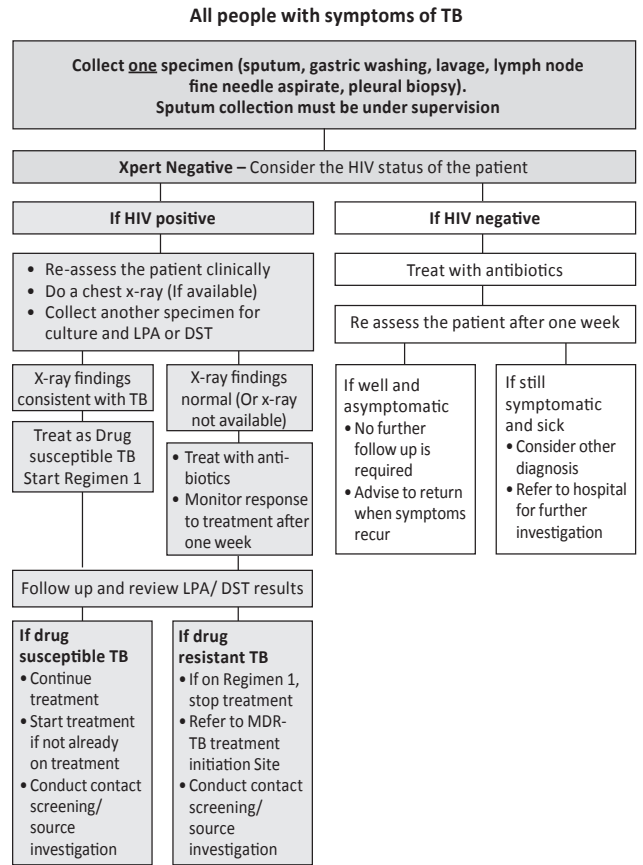 All people with symptoms of TB
Collect one specimen (sputum, gastric washing, lavage, lymph node
fine needle aspirate, pleural biopsy).
Sputum collection must be under supervision
Xpert Negative – Consider the HIV status of the patient
If HIV positive
• Re-assess the patient clinically
• Do a chest x-ray (If available)
• Collect another specimen for
culture and LPA or DST
X-ray findings
consistent with TB
Treat as Drug
susceptible TB
Start Regimen 1
X-ray findings
normal (Or x-ray
not available)
• Treat with anti-
biotics
• Monitor response
to treatment after
one week
Follow up and review LPA/ DST results
If drug
susceptible TB
• Continue
treatment
• Start treatment
if not already
on treatment
• Conduct contact
screening/
source
investigation
If drug
resistant TB
• If on Regimen 1,
stop treatment
• Refer to MDR-
TB treatment
initiation Site
• Conduct contact
screening/
source
investigation
If HIV negative
Treat with antibiotics
Re assess the patient after one week
If well and
asymptomatic
• No further
follow up is
required
• Advise to return
when symptoms
recur
If still
symptomatic
and sick
• Consider other
diagnosis
• Refer to hospital
for further
investigation